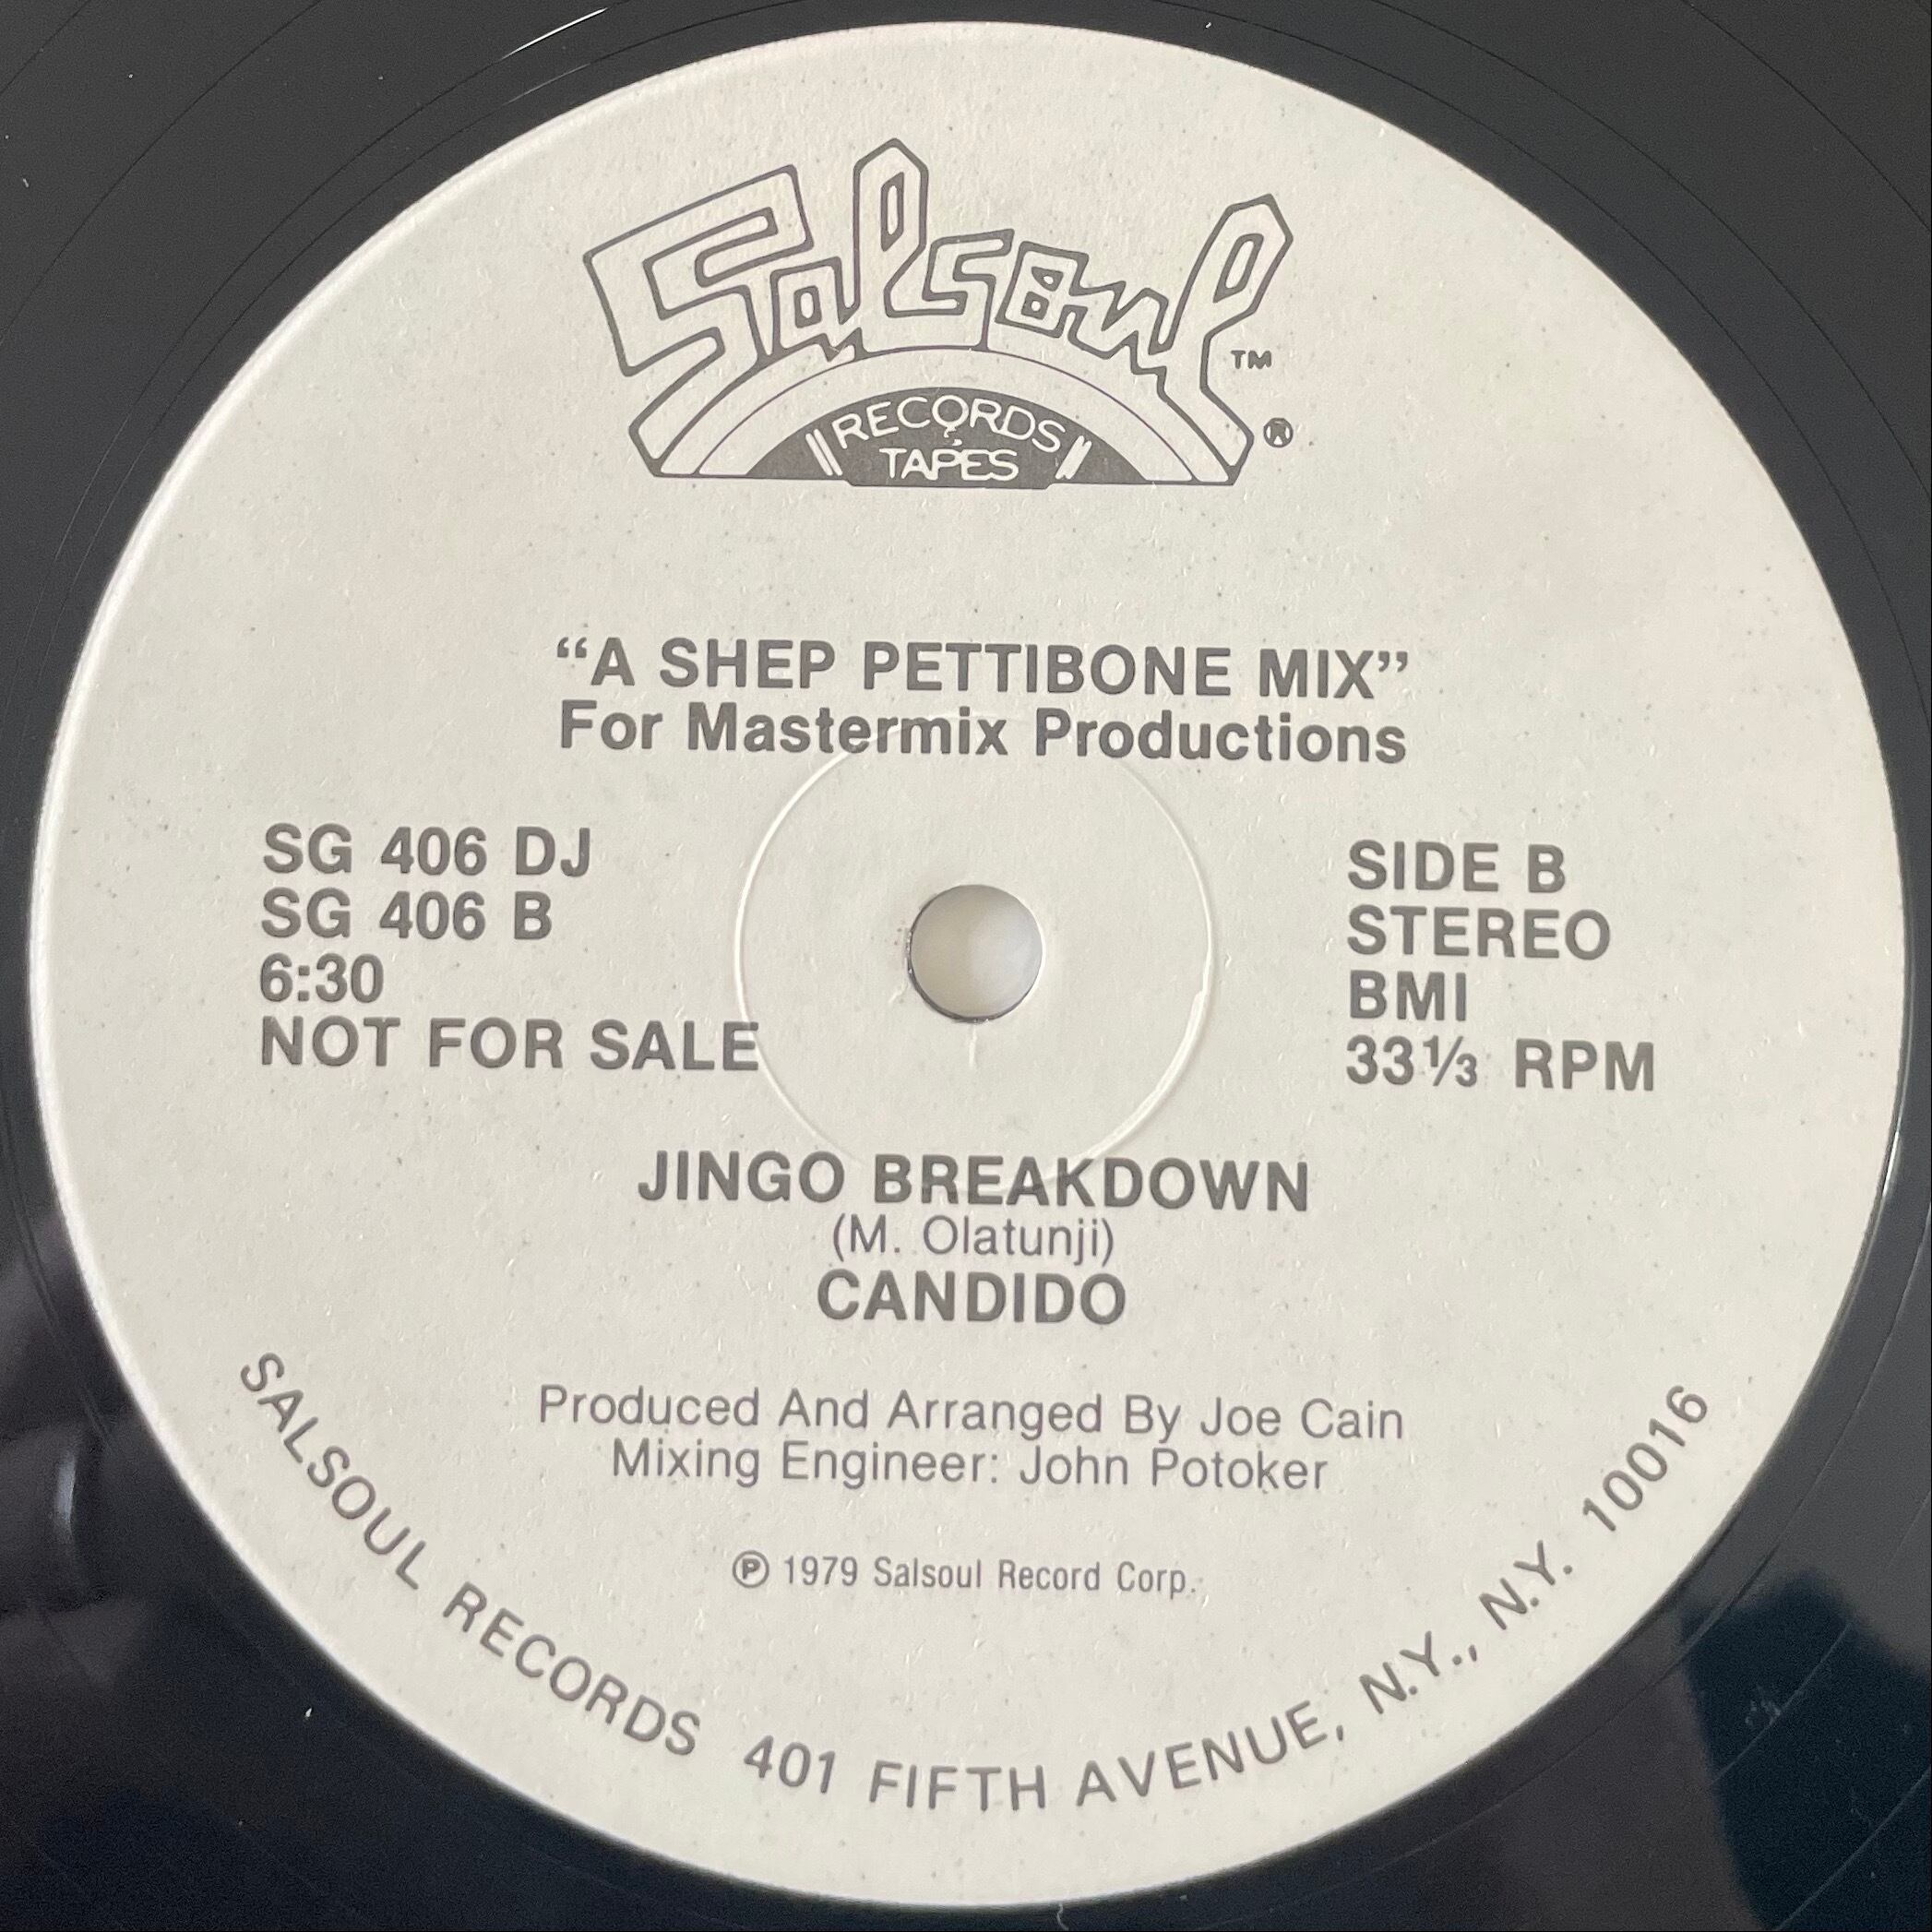 Salsoul
TM
RECORDS
&
TAPES
®
“A SHEP PETTIBONE MIX”
For Mastermix Productions
SG 406 DJ
SG 406 B
6:30
NOT FOR SALE
SIDE B
STEREO
BMI
33⅓ RPM
JINGO BREAKDOWN
(M. Olatunji)
CANDIDO
Produced And Arranged By Joe Cain
Mixing Engineer: John Potoker
℗ 1979 Salsoul Record Corp.
SALSOUL RECORDS 401 FIFTH AVENUE, N.Y., N.Y. 10016